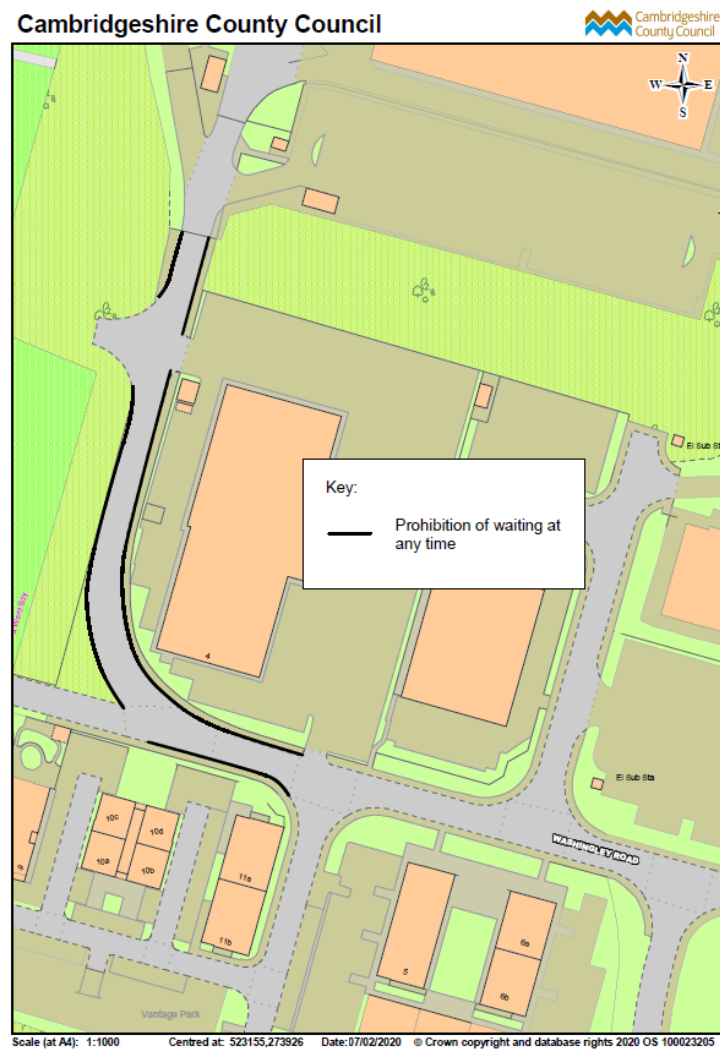 Cambridgeshire County Council
Cambridgeshire
County Council
N
W E
S
El Sub St
Key:
Prohibition of waiting at
any time
4
El Sub Sta
WASHINGLEY ROAD
10c
10d
10a
10b
11a
11b
5
6a
6b
9
Vantage Park
Scale (at A4): 1:1000 Centred at: 523155,273926 Date:07/02/2020 © Crown copyright and database rights 2020 OS 100023205